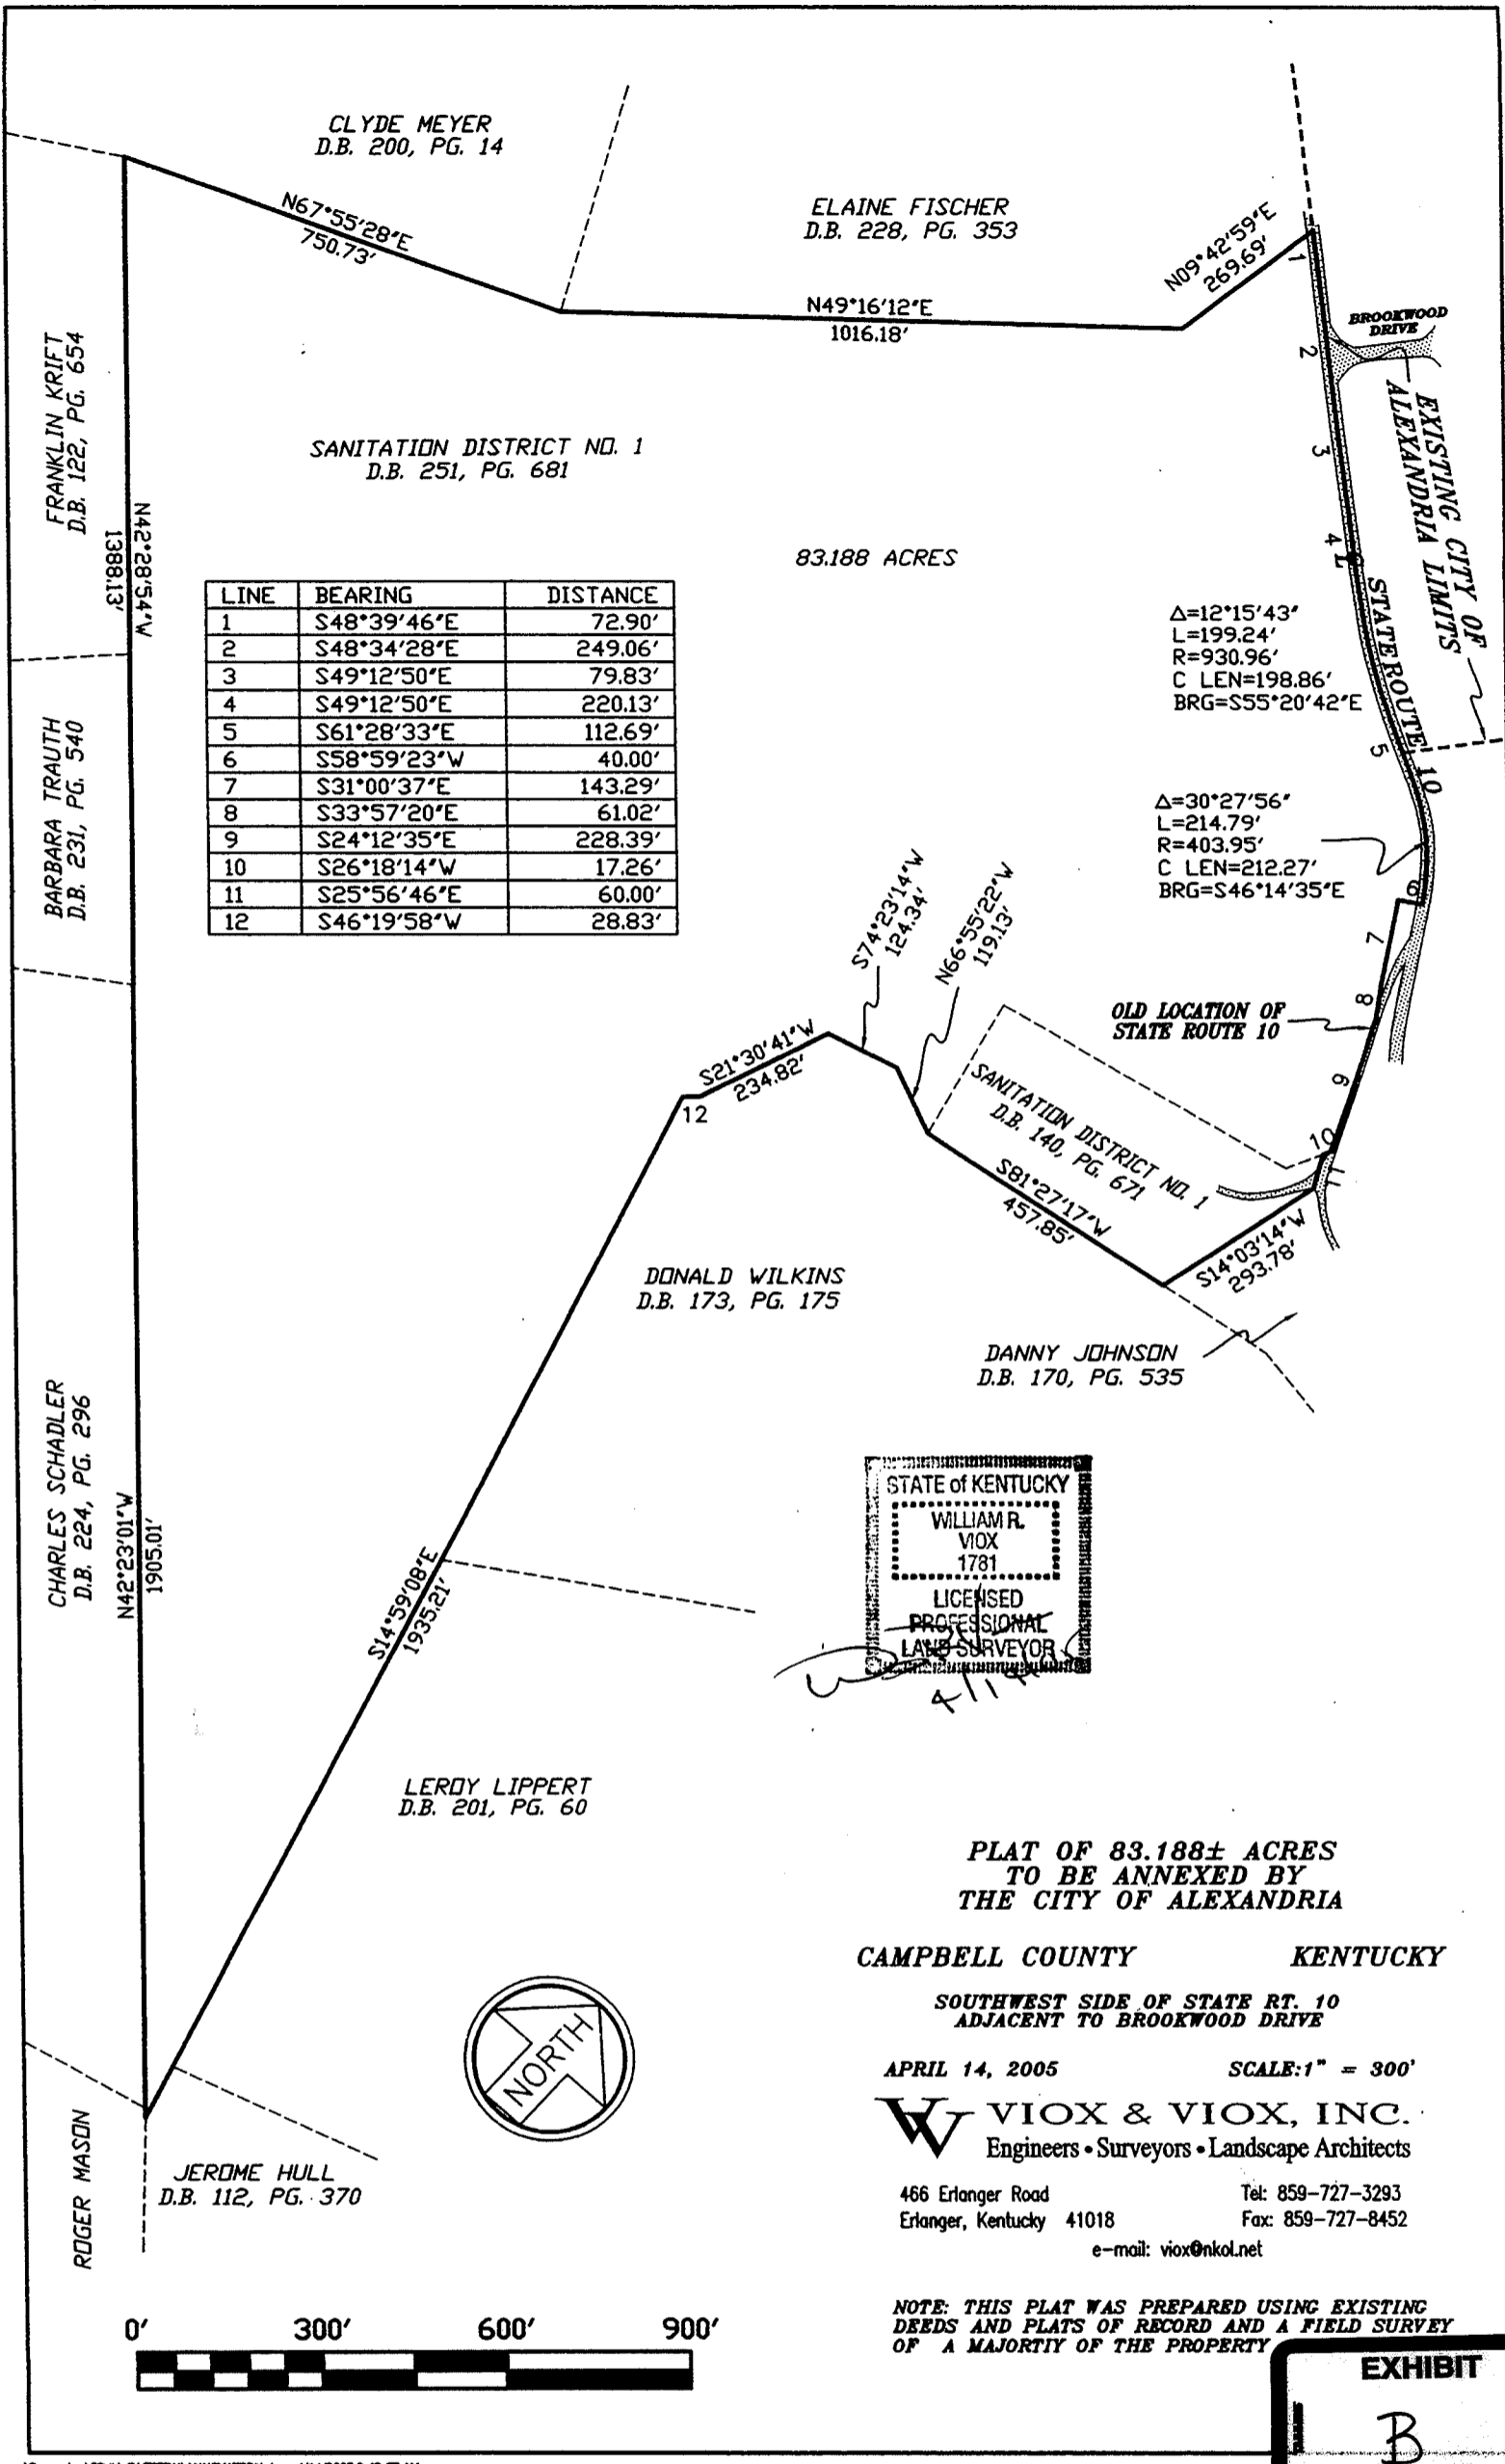 CLYDE MEYER
D.B. 200, PG. 14
N67°55'28"E
750.73'
ELAINE FISCHER
D.B. 228, PG. 353
N09°42'59"E
269.69'
N49°16'12"E
1016.18'
1
2
3
4
5
6
7
8
9
10
11
BROOKWOOD
DRIVE
EXISTING CITY OF
ALEXANDRIA LIMITS
STATE ROUTE 10
FRANKLIN KRIFT
D.B. 122, PG. 654
N42°28'54"W
1388.13'
SANITATION DISTRICT NO. 1
D.B. 251, PG. 681
83.188 ACRES
LINE BEARING DISTANCE
1 S48°39'46"E 72.90'
2 S48°34'28"E 249.06'
3 S49°12'50"E 79.83'
4 S49°12'50"E 220.13'
5 S61°28'33"E 112.69'
6 S58°59'23"W 40.00'
7 S31°00'37"E 143.29'
8 S33°57'20"E 61.02'
9 S24°12'35"E 228.39'
10 S26°18'14"W 17.26'
11 S25°56'46"E 60.00'
12 S46°19'58"W 28.83'
Δ=12°15'43"
L=199.24'
R=930.96'
C LEN=198.86'
BRG=S55°20'42"E
Δ=30°27'56"
L=214.79'
R=403.95'
C LEN=212.27'
BRG=S46°14'35"E
BARBARA TRAUTH
D.B. 231, PG. 540
S74°23'14"W
124.34'
N66°55'22"W
119.13'
OLD LOCATION OF
STATE ROUTE 10
S21°30'41"W
234.82'
12
SANITATION DISTRICT NO. 1
D.B. 140, PG. 671
S81°27'17"W
457.85'
S14°03'14"W
293.78'
DONALD WILKINS
D.B. 173, PG. 175
DANNY JOHNSON
D.B. 170, PG. 535
CHARLES SCHADLER
D.B. 224, PG. 296
N42°23'01"W
1905.01'
S14°59'08"E
1935.21'
STATE of KENTUCKY
WILLIAM R.
VIOX
1781
LICENSED
PROFESSIONAL
LAND SURVEYOR
LEROY LIPPERT
D.B. 201, PG. 60
PLAT OF 83.188± ACRES
TO BE ANNEXED BY
THE CITY OF ALEXANDRIA
CAMPBELL COUNTY KENTUCKY
SOUTHWEST SIDE OF STATE RT. 10
ADJACENT TO BROOKWOOD DRIVE
APRIL 14, 2005 SCALE:1" = 300'
NORTH
VIOX & VIOX, INC.
Engineers • Surveyors • Landscape Architects
466 Erlanger Road Tel: 859-727-3293
Erlanger, Kentucky 41018 Fax: 859-727-8452
e-mail: viox@nkol.net
ROGER MASON
JEROME HULL
D.B. 112, PG. 370
0' 300' 600' 900'
NOTE: THIS PLAT WAS PREPARED USING EXISTING
DEEDS AND PLATS OF RECORD AND A FIELD SURVEY
OF A MAJORTIY OF THE PROPERTY
EXHIBIT
B